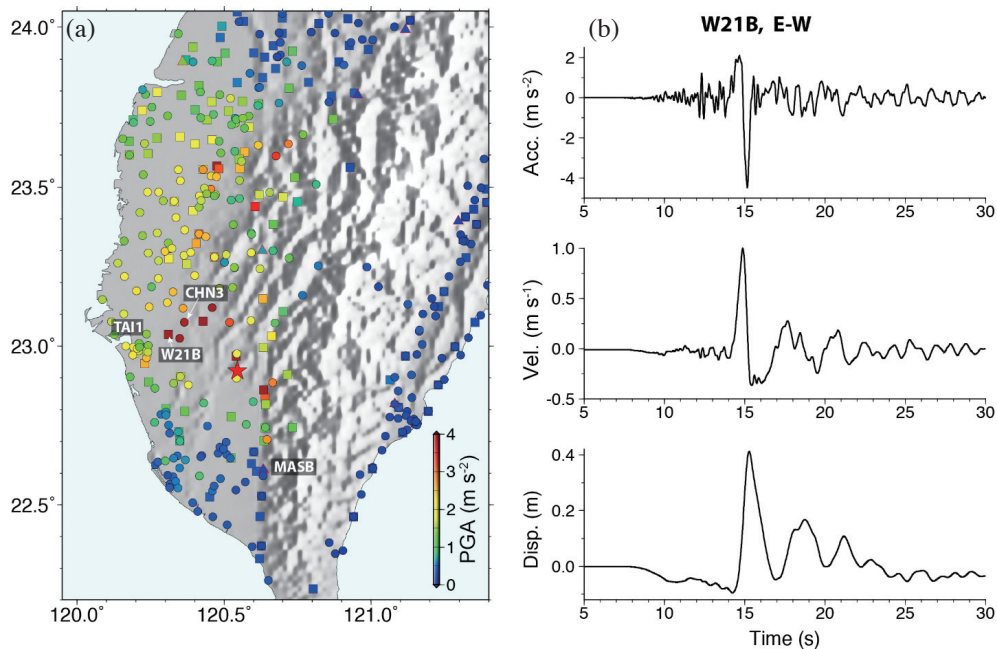 (a)
24.0˚
23.5˚
23.0˚
22.5˚
CHN3
TAI1
W21B
MASB
4
3
2
1
0
PGA (m s-2)
120.0˚ 120.5˚ 121.0˚
(b)
W21B, E-W
2
0
-2
-4
Acc. (m s-2)
5 10 15 20 25 30
1.0
0.5
0.0
-0.5
Vel. (m s-1)
5 10 15 20 25 30
0.4
0.2
0.0
Disp. (m)
5 10 15 20 25 30
Time (s)